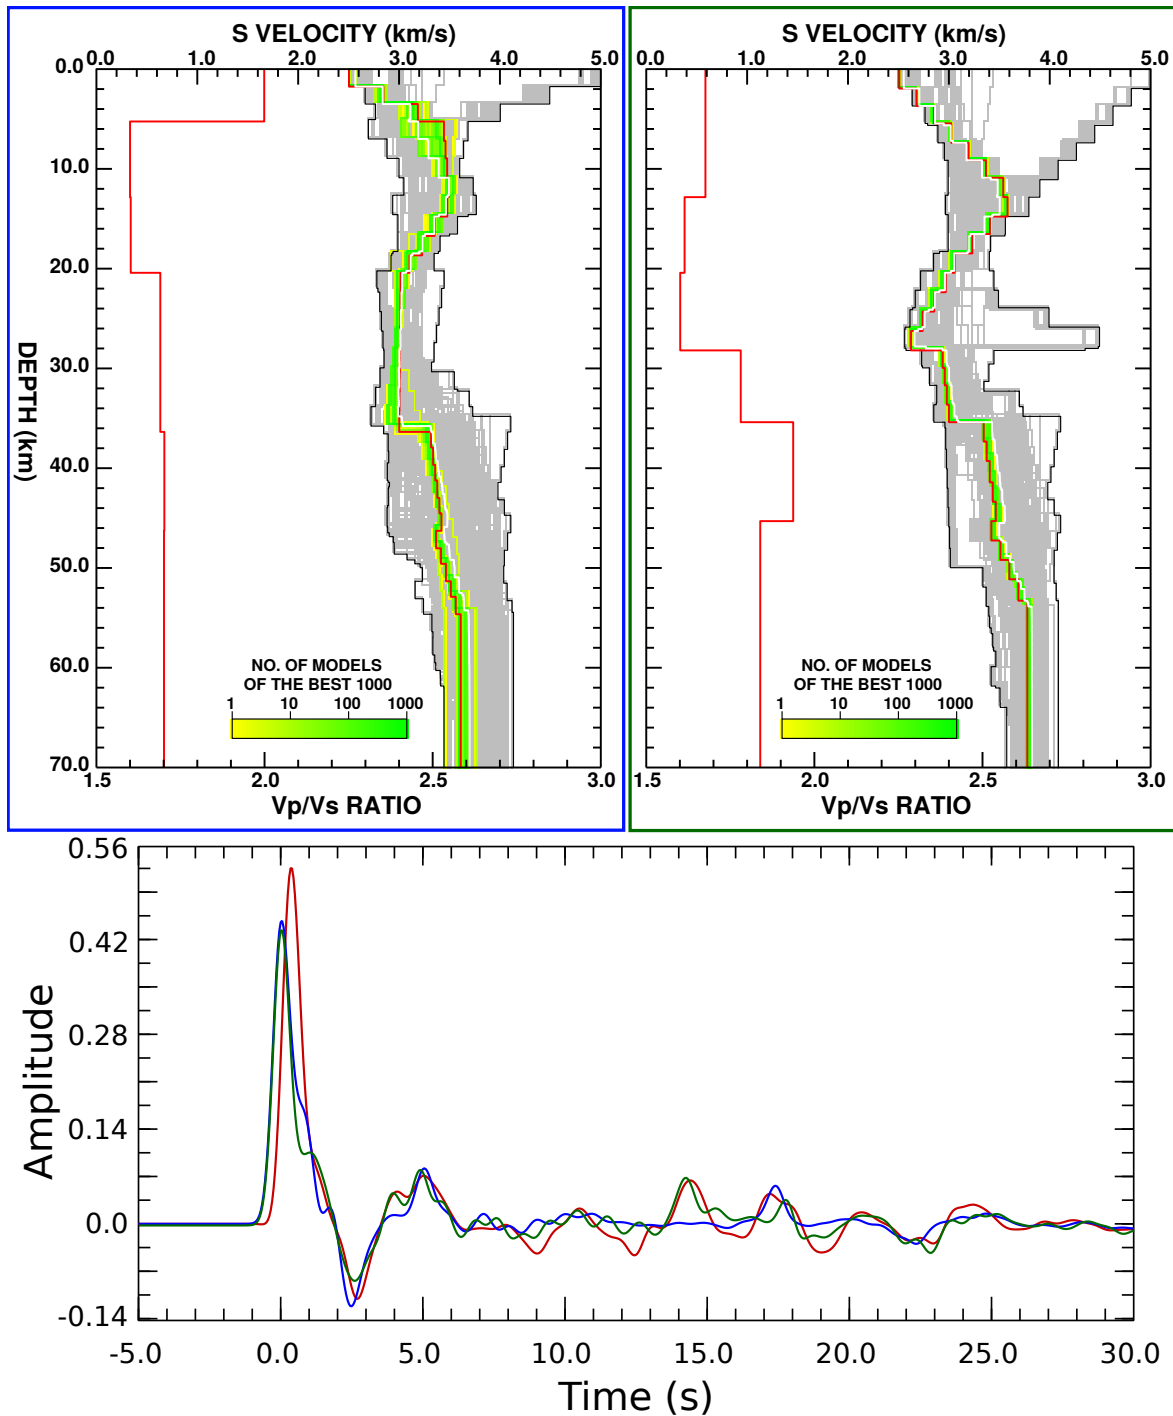 S VELOCITY (km/s)
0.0 1.0 2.0 3.0 4.0 5.0
0.0
10.0
20.0
30.0
40.0
50.0
60.0
70.0
DEPTH (km)
NO. OF MODELS
OF THE BEST 1000
1 10 100 1000
1.5 2.0 2.5 3.0
Vp/Vs RATIO
S VELOCITY (km/s)
0.0 1.0 2.0 3.0 4.0 5.0
NO. OF MODELS
OF THE BEST 1000
1 10 100 1000
1.5 2.0 2.5 3.0
Vp/Vs RATIO
0.56
0.42
0.28
0.14
0.0
-0.14
Amplitude
-5.0 0.0 5.0 10.0 15.0 20.0 25.0 30.0
Time (s)